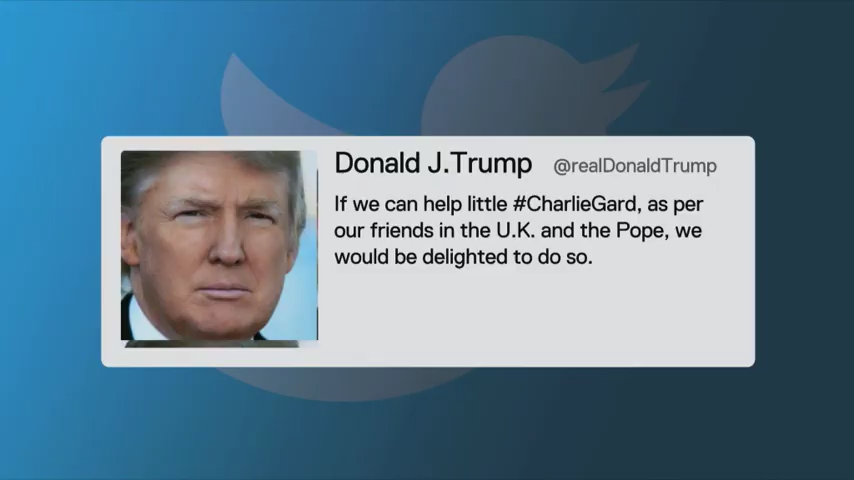 Donald J.Trump @realDonaldTrump
If we can help little #CharlieGard, as per
our friends in the U.K. and the Pope, we
would be delighted to do so.